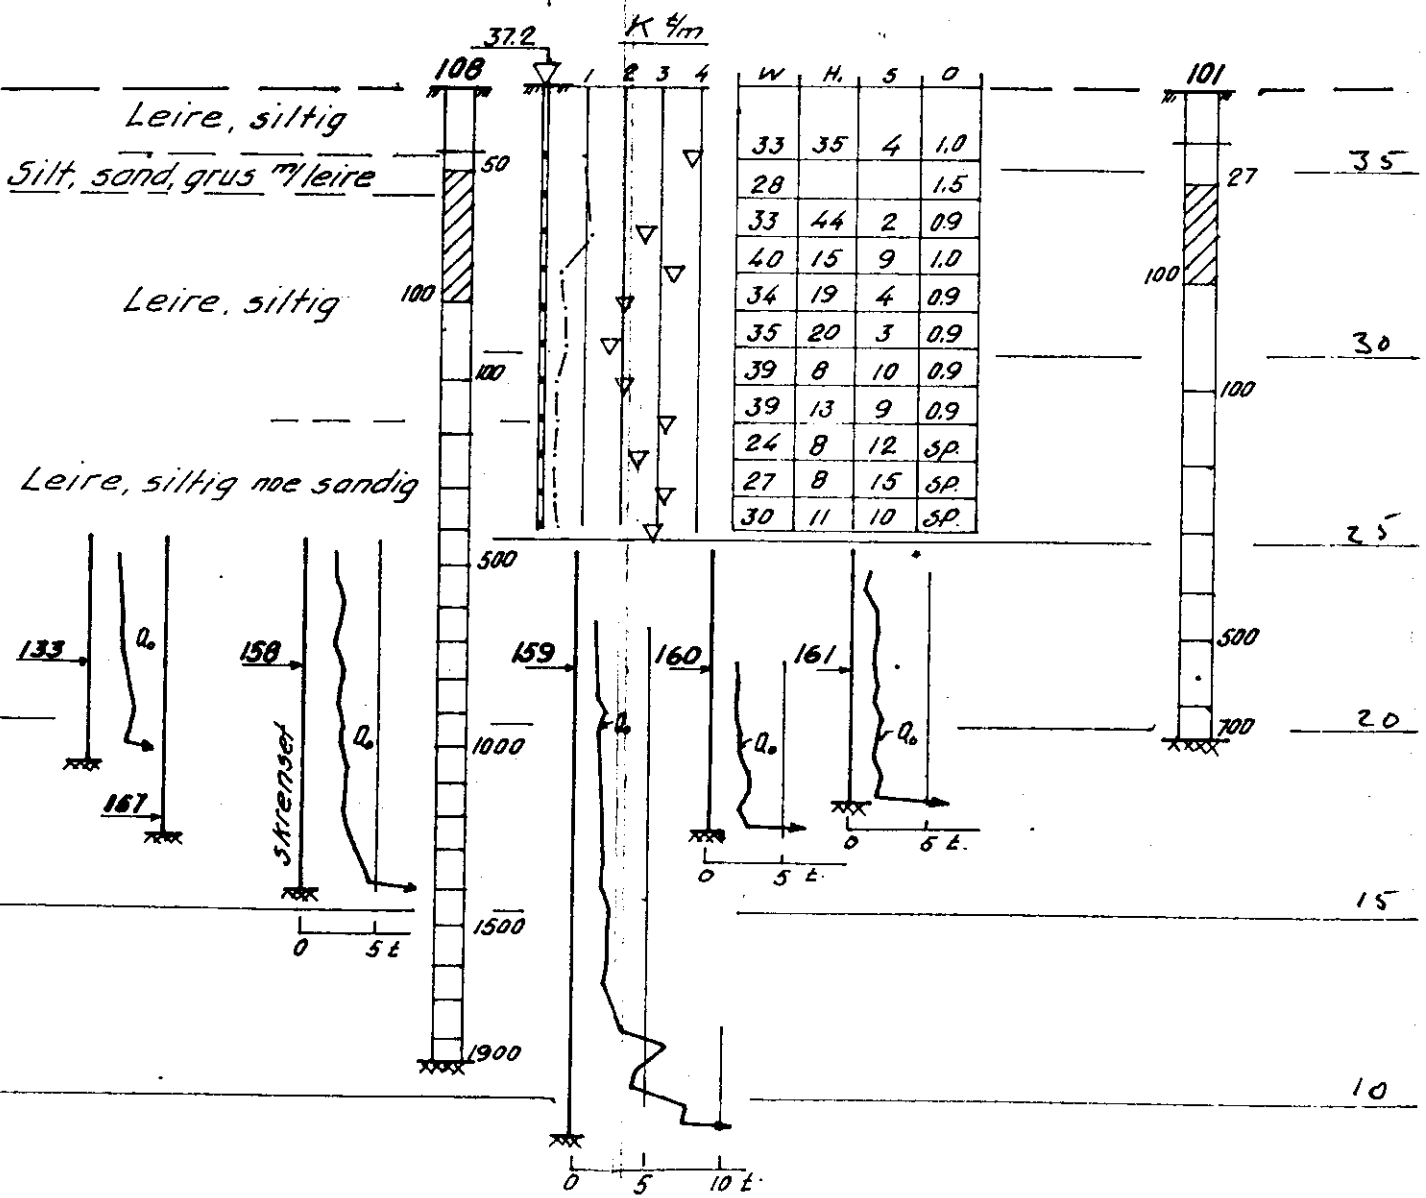 K t/m
37.2
108
1 2 3 4
W H. S O
101
Leire, siltig
33 35 4 1.0
50
35
Silt, sand, grus m/leire
28 1.5
27
33 44 2 0.9
40 15 9 1.0
100
100
Leire, siltig
34 19 4 0.9
35 20 3 0.9
30
39 8 10 0.9
100
100
39 13 9 0.9
24 8 12 sp.
Leire, siltig noe sandig
27 8 15 sp.
30 11 10 sp.
25
500
133
Q₀
158
159
160
161
500
skrenset
Q₀
1000
Q₀
Q₀
Q₀
20
700
167
0 5 t.
0 5 t.
15
1500
0 5 t
1900
10
0 5 10 t.